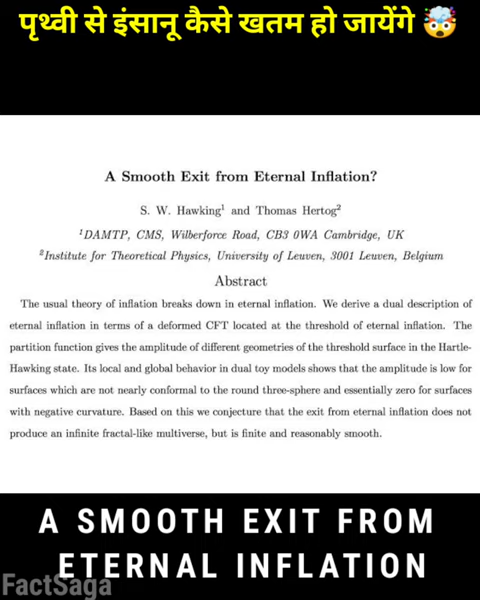 पृथ्वी से इंसानू कैसे खतम हो जायेंगे 🤯
A Smooth Exit from Eternal Inflation?
S. W. Hawking¹ and Thomas Hertog²
¹DAMTP, CMS, Wilberforce Road, CB3 0WA Cambridge, UK
²Institute for Theoretical Physics, University of Leuven, 3001 Leuven, Belgium
Abstract
The usual theory of inflation breaks down in eternal inflation. We derive a dual description of
eternal inflation in terms of a deformed CFT located at the threshold of eternal inflation. The
partition function gives the amplitude of different geometries of the threshold surface in the Hartle-
Hawking state. Its local and global behavior in dual toy models shows that the amplitude is low for
surfaces which are not nearly conformal to the round three-sphere and essentially zero for surfaces
with negative curvature. Based on this we conjecture that the exit from eternal inflation does not
produce an infinite fractal-like multiverse, but is finite and reasonably smooth.
A SMOOTH EXIT FROM
ETERNAL INFLATION
FactSaga